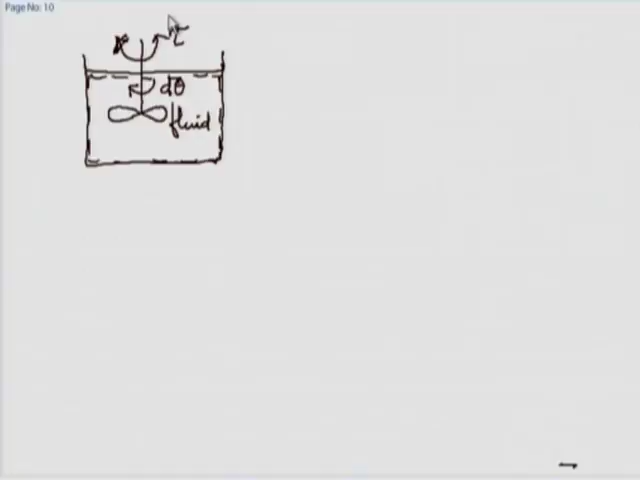 Page No: 10
τ
dθ
fluid